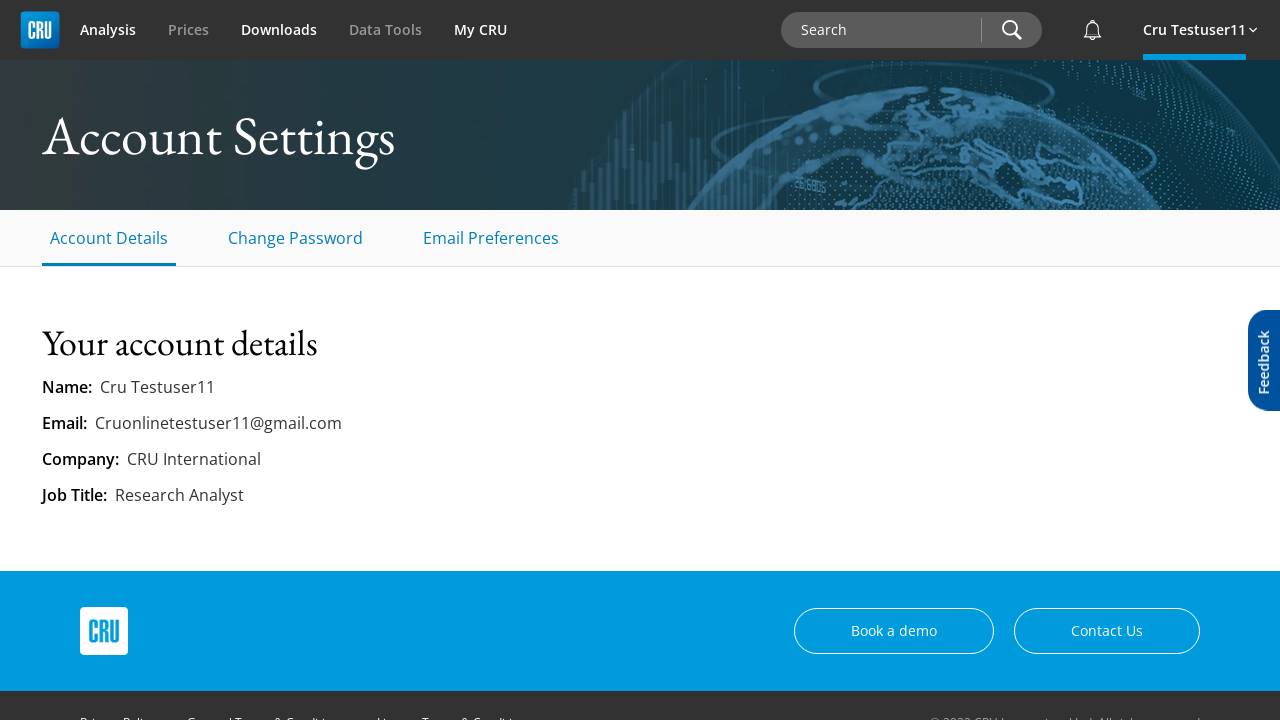 CRU Analysis Prices Downloads Data Tools My CRU Search Cru Testuser11
Account Settings
Account Details Change Password Email Preferences
Your account details
Name: Cru Testuser11
Email: Cruonlinetestuser11@gmail.com
Company: CRU International
Job Title: Research Analyst
Feedback
CRU Book a demo Contact Us